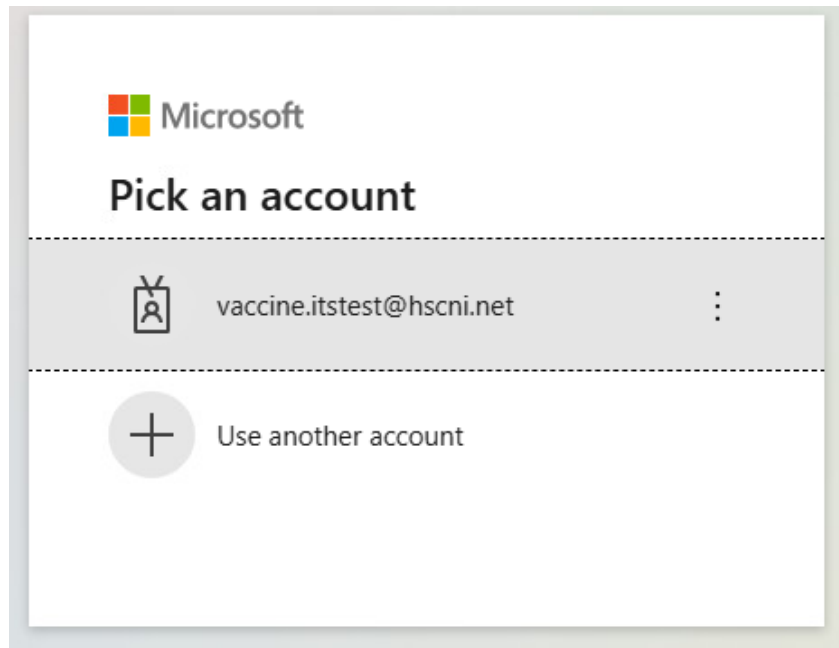 Microsoft
Pick an account
vaccine.itstest@hscni.net
Use another account